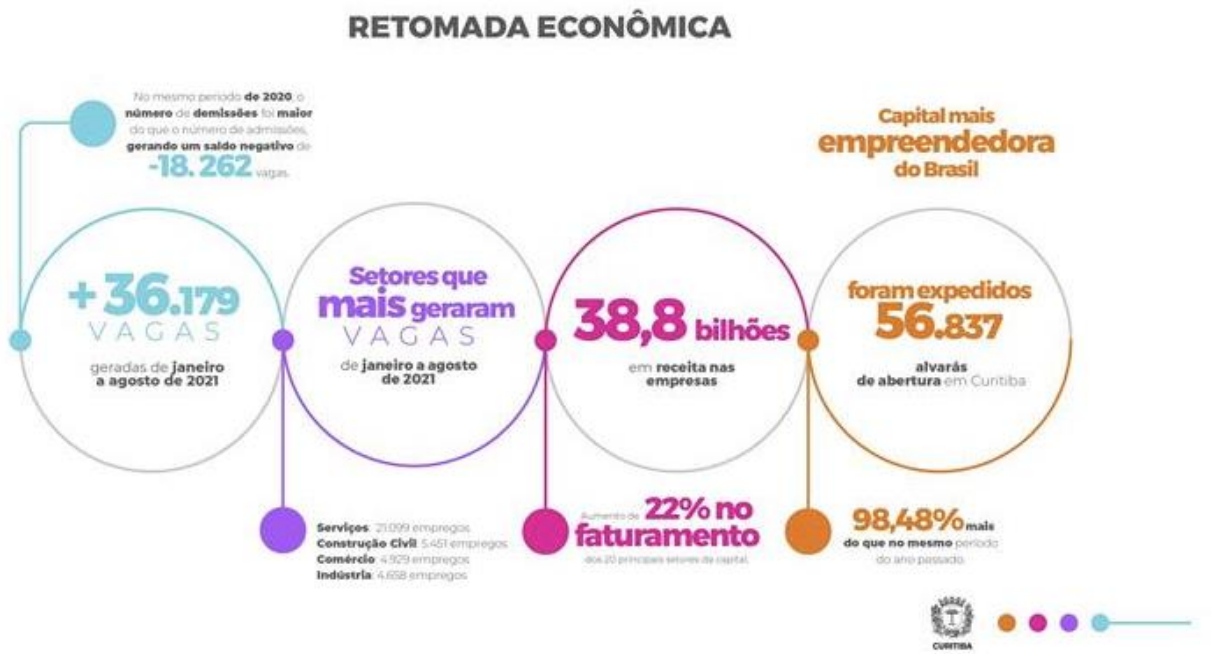 RETOMADA ECONÔMICA
No mesmo período de 2020, o
número de demissões foi maior
do que o número de admissões,
gerando um saldo negativo de
-18. 262 vagas.
+ 36.179
VAGAS
geradas de janeiro
a agosto de 2021
Setores que
mais geraram
VAGAS
de janeiro a agosto
de 2021
Serviços: 21.099 empregos
Construção Civil: 5.451 empregos
Comércio: 4.929 empregos
Indústria: 4.658 empregos
38,8 bilhões
em receita nas
empresas
Aumento de 22% no
faturamento
dos 20 principais setores da capital.
Capital mais
empreendedora
do Brasil
foram expedidos
56.837
alvarás
de abertura em Curitiba
98,48% mais
do que no mesmo período
do ano passado.
CURITIBA